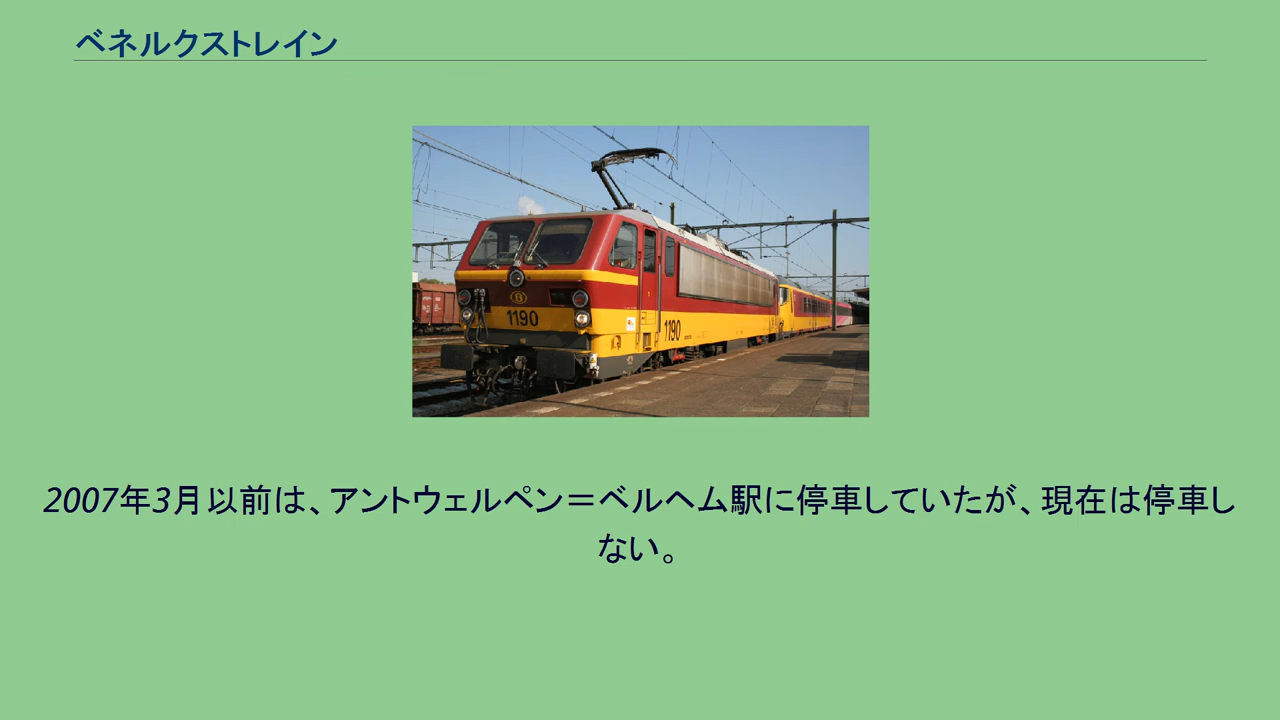 ベネルクストレイン
B
1190
1190
2007年3月以前は、アントウェルペン＝ベルヘム駅に停車していたが、現在は停車し
ない。